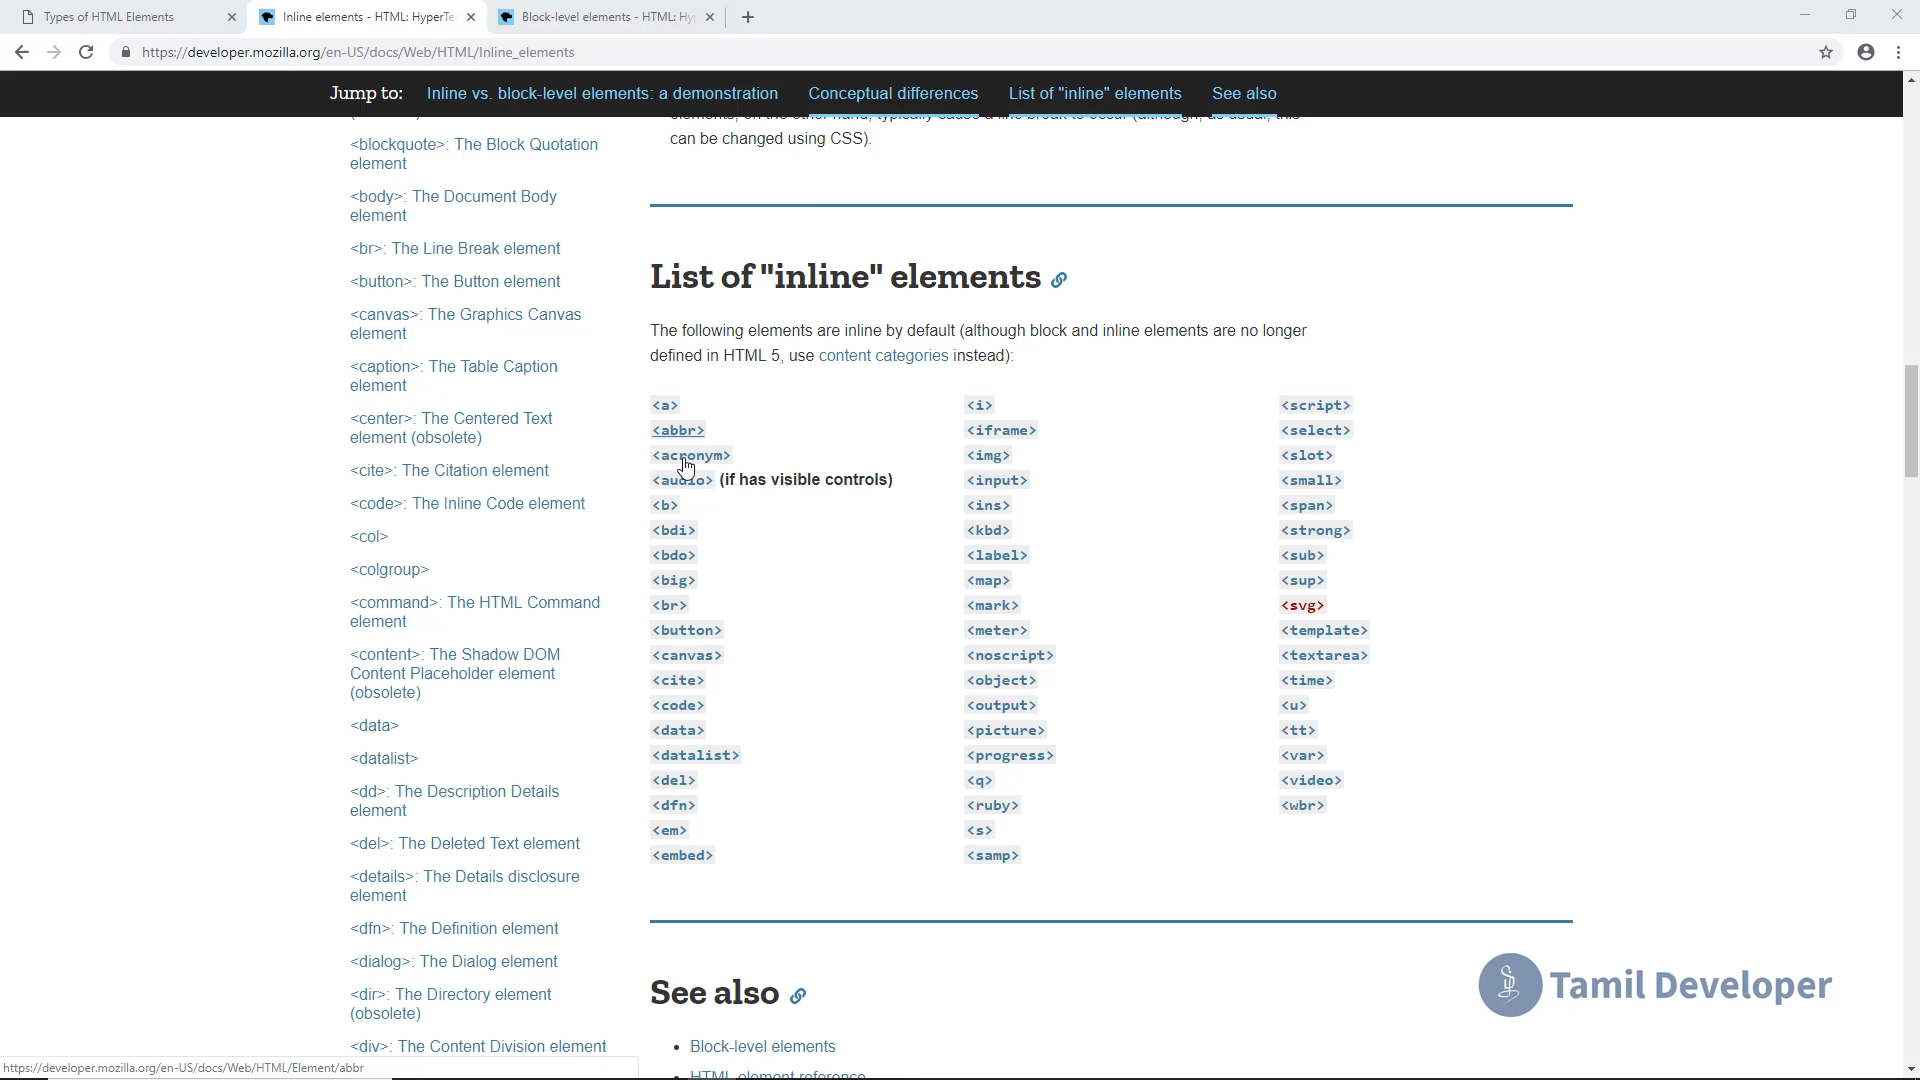 Types of HTML Elements
Inline elements - HTML: HyperTe
Block-level elements - HTML: Hy
https://developer.mozilla.org/en-US/docs/Web/HTML/Inline_elements
Jump to:
Inline vs. block-level elements: a demonstration
Conceptual differences
List of "inline" elements
See also
<blockquote>: The Block Quotation
element
<body>: The Document Body
element
<br>: The Line Break element
<button>: The Button element
<canvas>: The Graphics Canvas
element
<caption>: The Table Caption
element
<center>: The Centered Text
element (obsolete)
<cite>: The Citation element
<code>: The Inline Code element
<col>
<colgroup>
<command>: The HTML Command
element
<content>: The Shadow DOM
Content Placeholder element
(obsolete)
<data>
<datalist>
<dd>: The Description Details
element
<del>: The Deleted Text element
<details>: The Details disclosure
element
<dfn>: The Definition element
<dialog>: The Dialog element
<dir>: The Directory element
(obsolete)
<div>: The Content Division element
https://developer.mozilla.org/en-US/docs/Web/HTML/Element/abbr
can be changed using CSS).
List of "inline" elements
The following elements are inline by default (although block and inline elements are no longer
defined in HTML 5, use content categories instead):
<a>
<abbr>
<acronym>
<audio> (if has visible controls)
<b>
<bdi>
<bdo>
<big>
<br>
<button>
<canvas>
<cite>
<code>
<data>
<datalist>
<del>
<dfn>
<em>
<embed>
<i>
<iframe>
<img>
<input>
<ins>
<kbd>
<label>
<map>
<mark>
<meter>
<noscript>
<object>
<output>
<picture>
<progress>
<q>
<ruby>
<s>
<samp>
<script>
<select>
<slot>
<small>
<span>
<strong>
<sub>
<sup>
<svg>
<template>
<textarea>
<time>
<u>
<tt>
<var>
<video>
<wbr>
See also
Block-level elements
HTML element reference
Tamil Developer